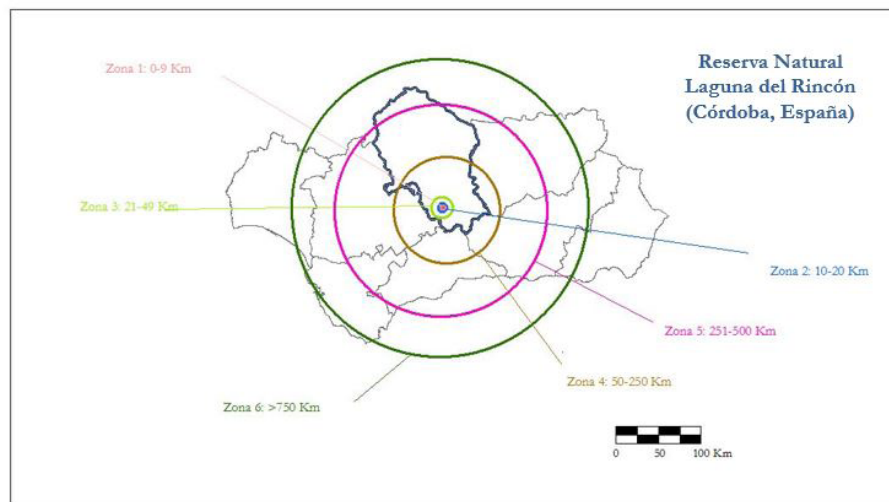 Reserva Natural
Laguna del Rincón
(Córdoba, España)
Zona 1: 0-9 Km
Zona 3: 21-49 Km
Zona 2: 10-20 Km
Zona 5: 251-500 Km
Zona 4: 50-250 Km
Zona 6: >750 Km
0 50 100 Km